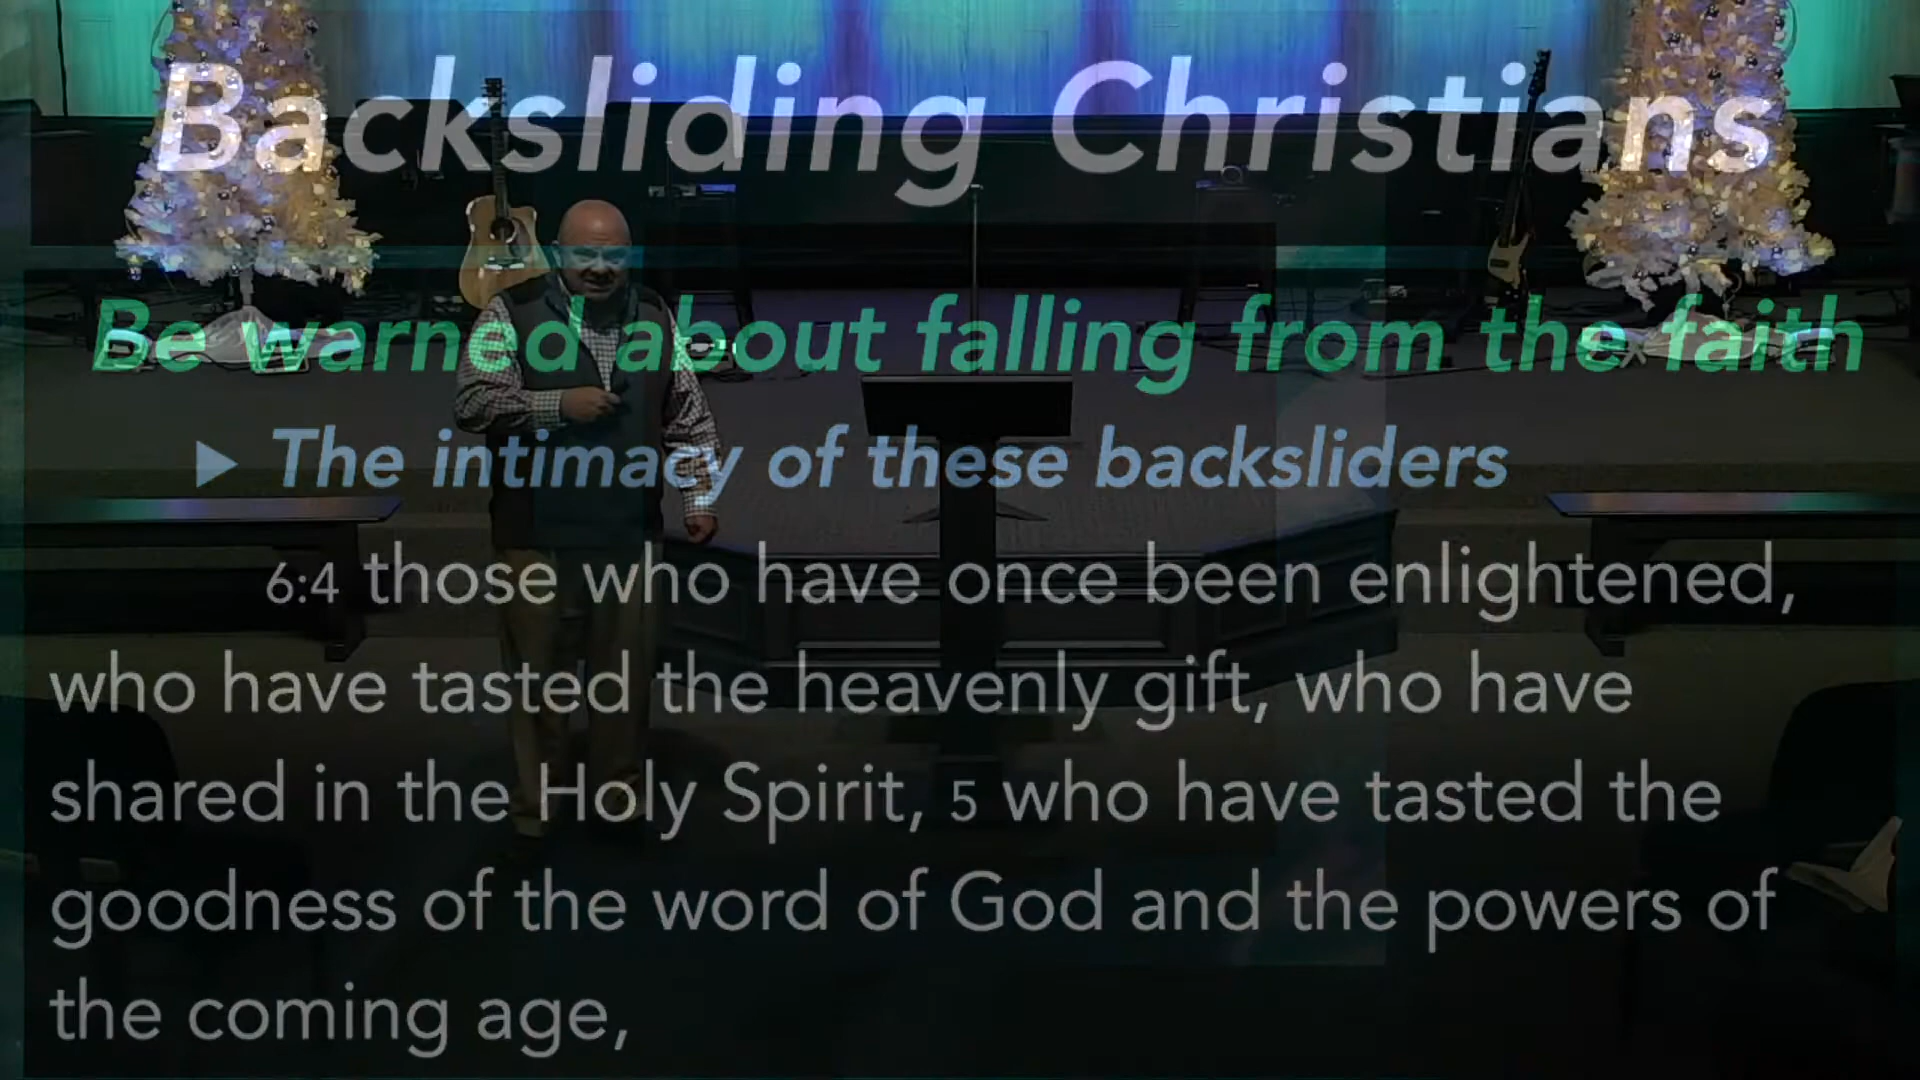 Backsliding Christians
Be warned about falling from the faith
▶ The intimacy of these backsliders
6:4 those who have once been enlightened,
who have tasted the heavenly gift, who have
shared in the Holy Spirit, 5 who have tasted the
goodness of the word of God and the powers of
the coming age,